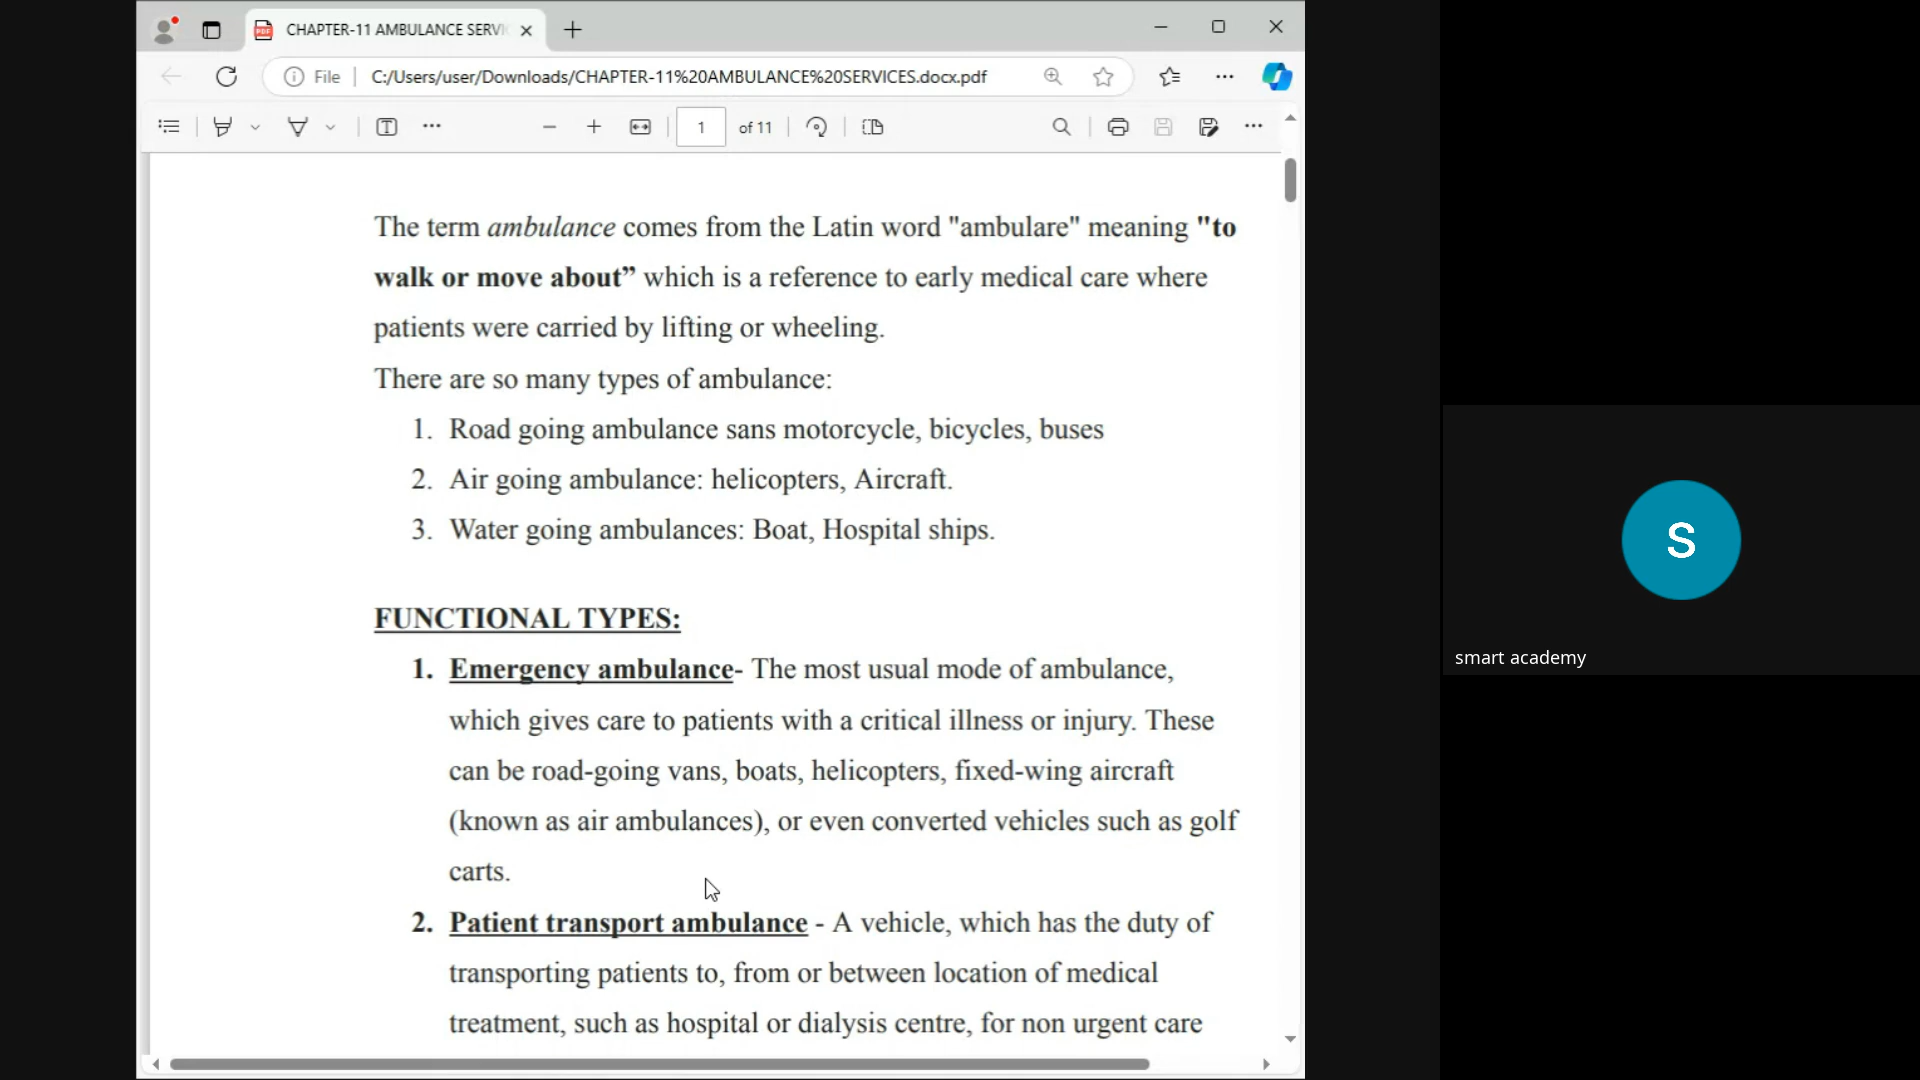 CHAPTER-11 AMBULANCE SERVI
File
C:/Users/user/Downloads/CHAPTER-11%20AMBULANCE%20SERVICES.docx.pdf
1 of 11
The term ambulance comes from the Latin word "ambulare" meaning "to
walk or move about” which is a reference to early medical care where
patients were carried by lifting or wheeling.
There are so many types of ambulance:
1. Road going ambulance sans motorcycle, bicycles, buses
2. Air going ambulance: helicopters, Aircraft.
3. Water going ambulances: Boat, Hospital ships.
FUNCTIONAL TYPES:
1. Emergency ambulance- The most usual mode of ambulance,
which gives care to patients with a critical illness or injury. These
can be road-going vans, boats, helicopters, fixed-wing aircraft
(known as air ambulances), or even converted vehicles such as golf
carts.
2. Patient transport ambulance - A vehicle, which has the duty of
transporting patients to, from or between location of medical
treatment, such as hospital or dialysis centre, for non urgent care
S
smart academy